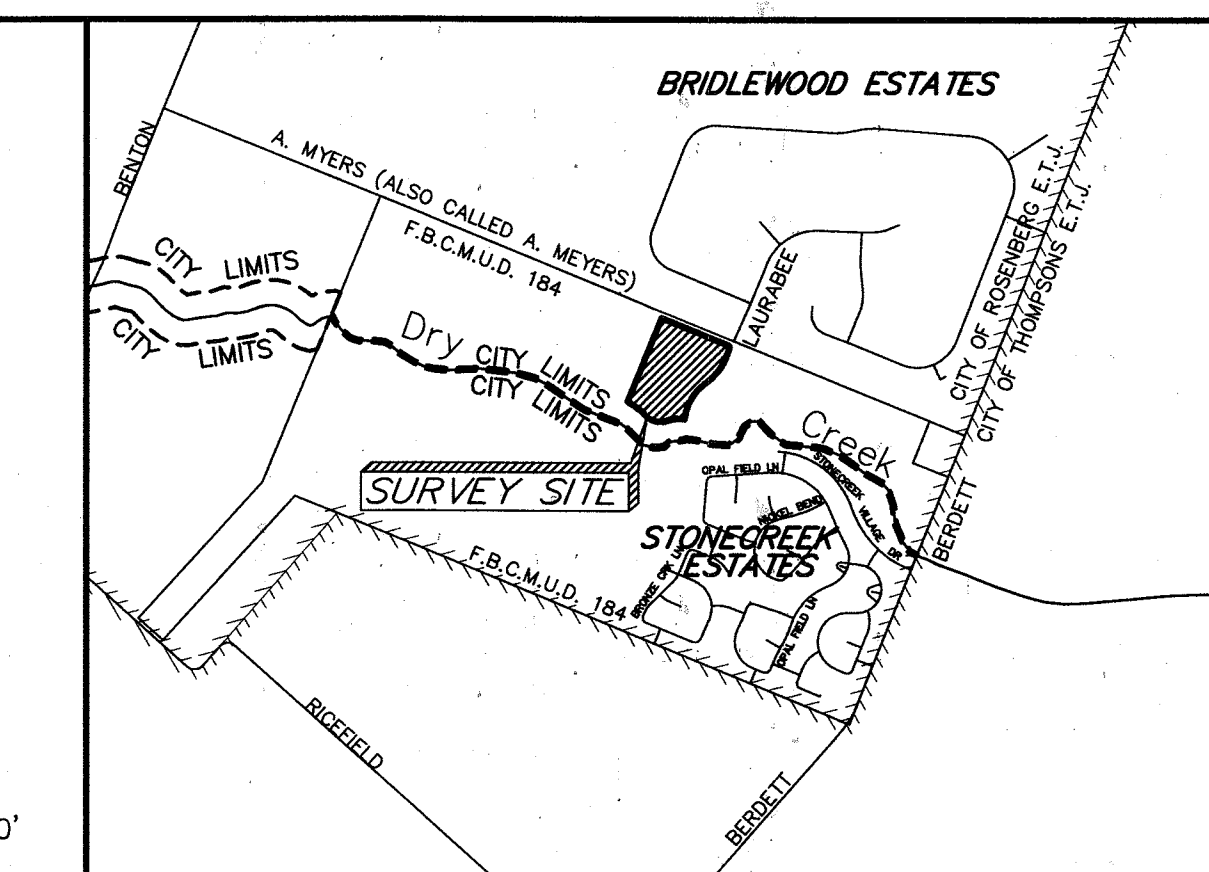 BRIDLEWOOD ESTATES
BENTON
A. MYERS (ALSO CALLED A. MEYERS)
F.B.C.M.U.D. 184
CITY OF ROSENBERG E.T.J.
CITY OF THOMPSONS E.T.J.
LAURABEE
CITY LIMITS
CITY LIMITS
Dry
CITY LIMITS
CITY LIMITS
Creek
SURVEY SITE
OPAL FIELD LN
STONECREEK VILLAGE DR
NICKEL BEND
STONECREEK
ESTATES
BERDETT
F.B.C.M.U.D. 184
BRONZE CRK LN
OPAL FIELD LN
RICEFIELD
BERDETT
0'